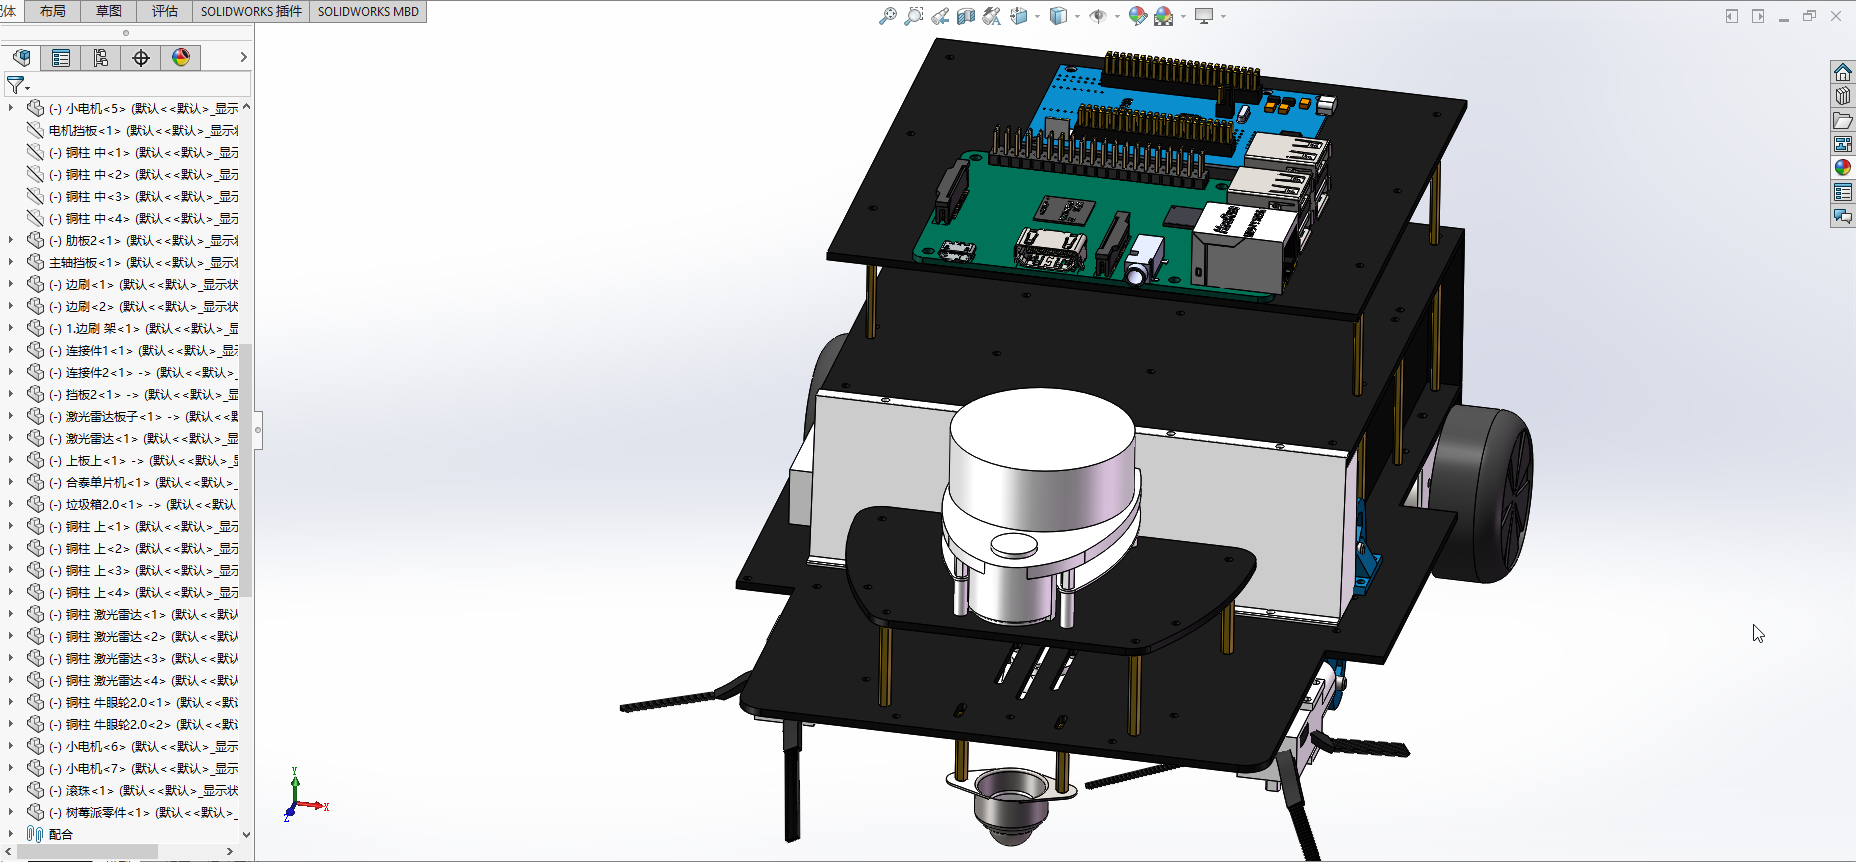 体 布局 草图 评估 SOLIDWORKS 插件 SOLIDWORKS MBD
(-) 小电机<5> (默认<<默认>_显示
电机挡板<1> (默认<<默认>_显示状
(-) 铜柱 中<1> (默认<<默认>_显示
(-) 铜柱 中<2> (默认<<默认>_显示
(-) 铜柱 中<3> (默认<<默认>_显示
(-) 铜柱 中<4> (默认<<默认>_显示
(-) 肋板2<1> (默认<<默认>_显示状
主轴挡板<1> (默认<<默认>_显示状
(-) 边刷<1> (默认<<默认>_显示状
(-) 边刷<2> (默认<<默认>_显示状
(-) 1.边刷 架<1> (默认<<默认>_显
(-) 连接件1<1> (默认<<默认>_显示
(-) 连接件2<1> -> (默认<<默认>_
(-) 挡板2<1> -> (默认<<默认>_显
(-) 激光雷达板子<1> -> (默认<<默
(-) 激光雷达<1> (默认<<默认>_显
(-) 上板上<1> -> (默认<<默认>_显
(-) 合泰单片机<1> (默认<<默认>_
(-) 垃圾箱2.0<1> -> (默认<<默认
(-) 铜柱 上<1> (默认<<默认>_显示
(-) 铜柱 上<2> (默认<<默认>_显示
(-) 铜柱 上<3> (默认<<默认>_显示
(-) 铜柱 上<4> (默认<<默认>_显示
(-) 铜柱 激光雷达<1> (默认<<默认
(-) 铜柱 激光雷达<2> (默认<<默认
(-) 铜柱 激光雷达<3> (默认<<默认
(-) 铜柱 激光雷达<4> (默认<<默认
(-) 铜柱 牛眼轮2.0<1> (默认<<默
(-) 铜柱 牛眼轮2.0<2> (默认<<默
(-) 小电机<6> (默认<<默认>_显示
(-) 小电机<7> (默认<<默认>_显示
(-) 滚珠<1> (默认<<默认>_显示状
(-) 树莓派零件<1> (默认<<默认>_
配合
Y
X
Z